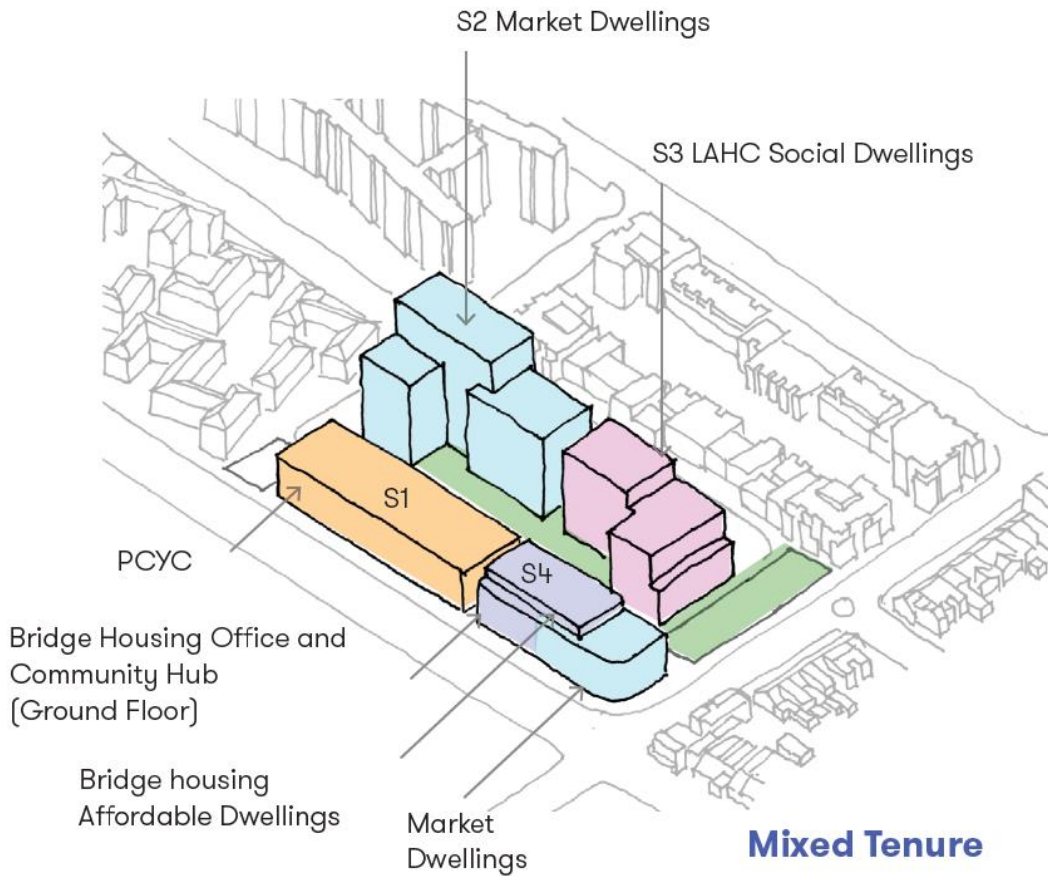 S2 Market Dwellings
S3 LAHC Social Dwellings
S1
S4
PCYC
Bridge Housing Office and
Community Hub
(Ground Floor)
Bridge housing
Affordable Dwellings
Market
Dwellings
Mixed Tenure